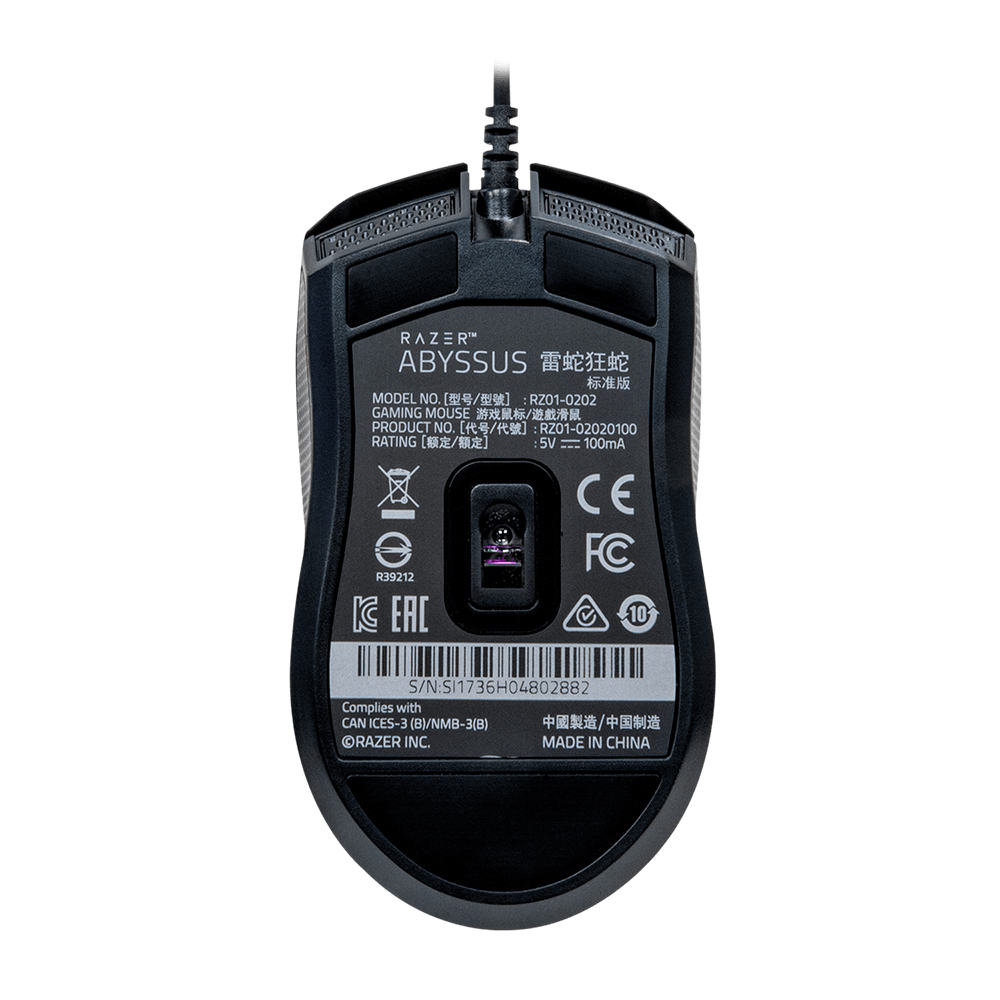 RAZER™
ABYSSUS 雷蛇狂蛇
标准版
MODEL NO. [型号/型號] : RZ01-0202
GAMING MOUSE 游戏鼠标/遊戲滑鼠
PRODUCT NO. [代号/代號] : RZ01-02020100
RATING [额定/額定] : 5V ⎓ 100mA
CE
FC
R39212
EAC
10
S/N:SI1736H04802882
Complies with
CAN ICES-3 (B)/NMB-3(B)
©RAZER INC.
中國製造/中国制造
MADE IN CHINA